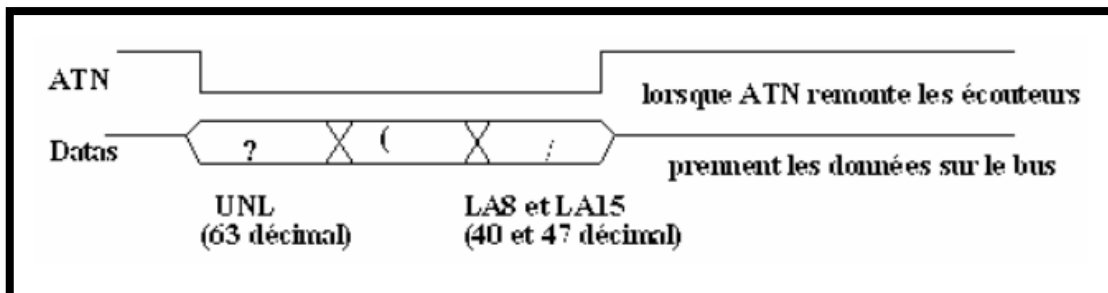 ATN
lorsque ATN remonte les écouteurs
Datas
? ( /
prennent les données sur le bus
UNL
(63 décimal)
LA8 et LA15
(40 et 47 décimal)